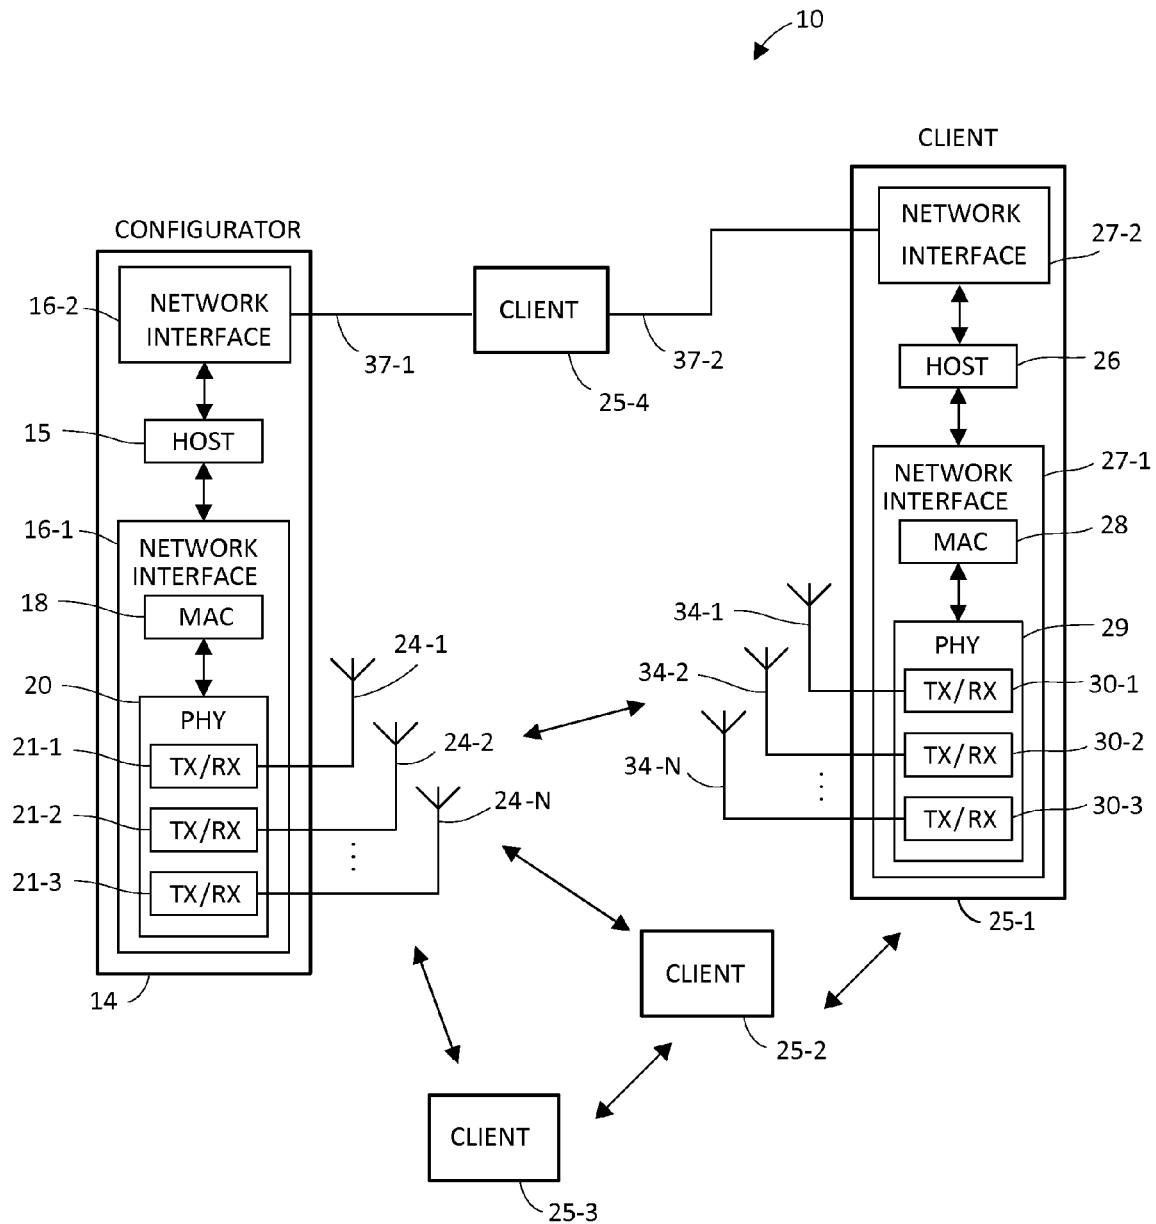 10
CLIENT
CONFIGURATOR
NETWORK
INTERFACE
16-2
37-1
CLIENT
25-4
37-2
NETWORK
INTERFACE
27-2
HOST
26
15
HOST
16-1
NETWORK
INTERFACE
18
MAC
20
PHY
21-1
TX/RX
21-2
TX/RX
21-3
TX/RX
14
24-1
24-2
24-N
⋮
NETWORK
INTERFACE
27-1
MAC
28
PHY
29
34-1
TX/RX
30-1
34-2
TX/RX
30-2
34-N
⋮
TX/RX
30-3
25-1
CLIENT
25-2
CLIENT
25-3